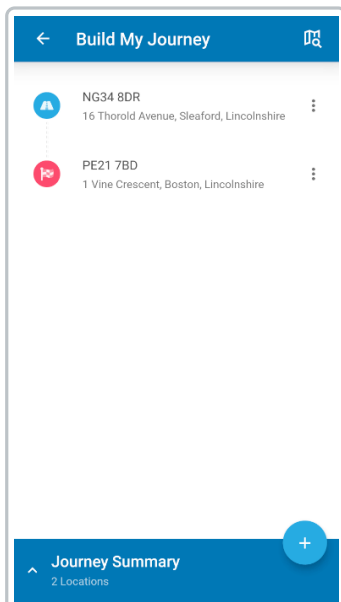 Build My Journey
NG34 8DR
16 Thorold Avenue, Sleaford, Lincolnshire
PE21 7BD
1 Vine Crescent, Boston, Lincolnshire
Journey Summary
2 Locations